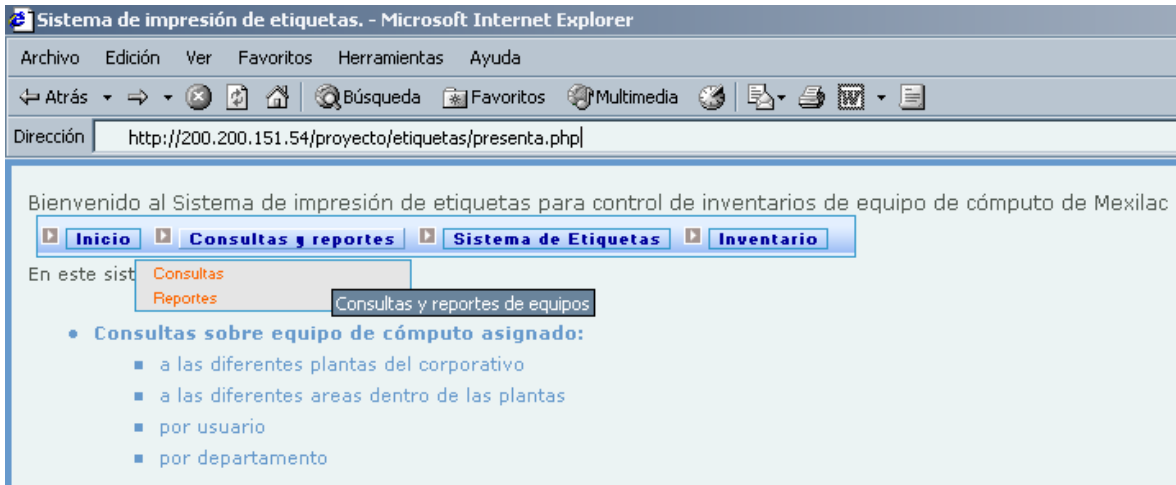 Sistema de impresión de etiquetas. - Microsoft Internet Explorer
Archivo Edición Ver Favoritos Herramientas Ayuda
Atrás Búsqueda Favoritos Multimedia
Dirección http://200.200.151.54/proyecto/etiquetas/presenta.php
Bienvenido al Sistema de impresión de etiquetas para control de inventarios de equipo de cómputo de Mexilac
Inicio Consultas y reportes Sistema de Etiquetas Inventario
En este sist
Consultas
Reportes
Consultas y reportes de equipos
• Consultas sobre equipo de cómputo asignado:
▪ a las diferentes plantas del corporativo
▪ a las diferentes areas dentro de las plantas
▪ por usuario
▪ por departamento